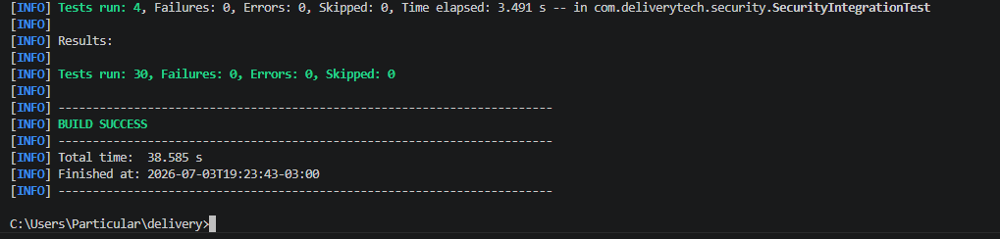 [INFO] Tests run: 4, Failures: 0, Errors: 0, Skipped: 0, Time elapsed: 3.491 s -- in com.deliverytech.security.SecurityIntegrationTest
[INFO]
[INFO] Results:
[INFO]
[INFO] Tests run: 30, Failures: 0, Errors: 0, Skipped: 0
[INFO]
[INFO] ------------------------------------------------------------------------
[INFO] BUILD SUCCESS
[INFO] ------------------------------------------------------------------------
[INFO] Total time:  38.585 s
[INFO] Finished at: 2026-07-03T19:23:43-03:00
[INFO] ------------------------------------------------------------------------
C:\Users\Particular\delivery>